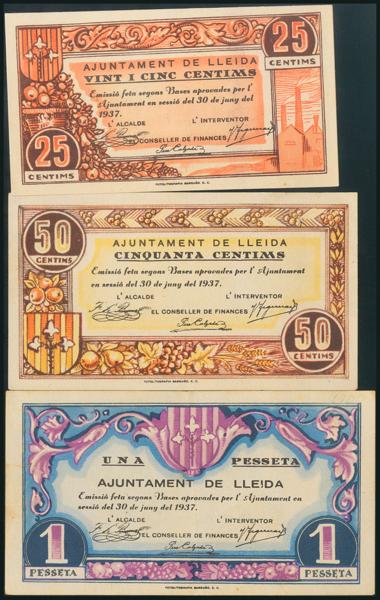 25
CENTIMS
AJUNTAMENT DE LLEIDA
VINT I CINC CENTIMS
Emissió feta segons Bases aprovades per l'
Ajuntament en sessió del 30 de juny del
1937.
L' ALCALDE L' INTERVENTOR
EL CONSELLER DE FINANCES
25
CENTIMS
50
CENTIMS
AJUNTAMENT DE LLEIDA
CINQUANTA CENTIMS
Emissió feta segons Bases aprovades per l' Ajuntament
en sessió del 30 de juny del 1937.
L' ALCALDE L' INTERVENTOR
EL CONSELLER DE FINANCES
50
CENTIMS
UNA PESSETA
AJUNTAMENT DE LLEIDA
Emissió feta segons Bases aprovades per l' Ajuntament en
sessió del 30 de juny del 1937.
L' ALCALDE L' INTERVENTOR
EL CONSELLER DE FINANCES
1
PESSETA
1
PESSETA